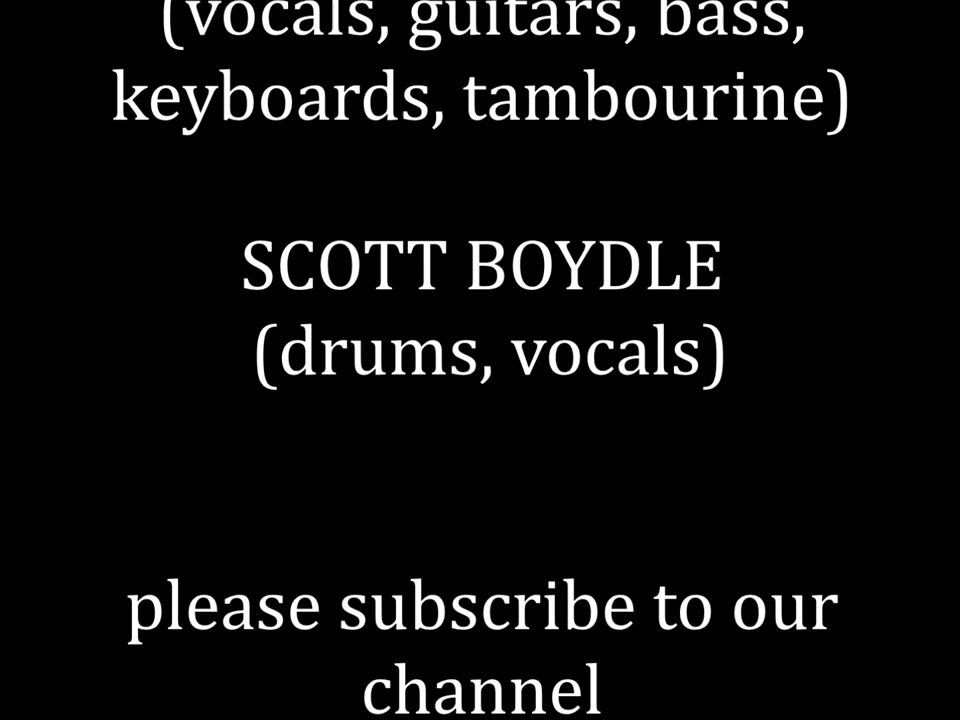 (vocals, guitars, bass,
keyboards, tambourine)
SCOTT BOYDLE
(drums, vocals)
please subscribe to our
channel